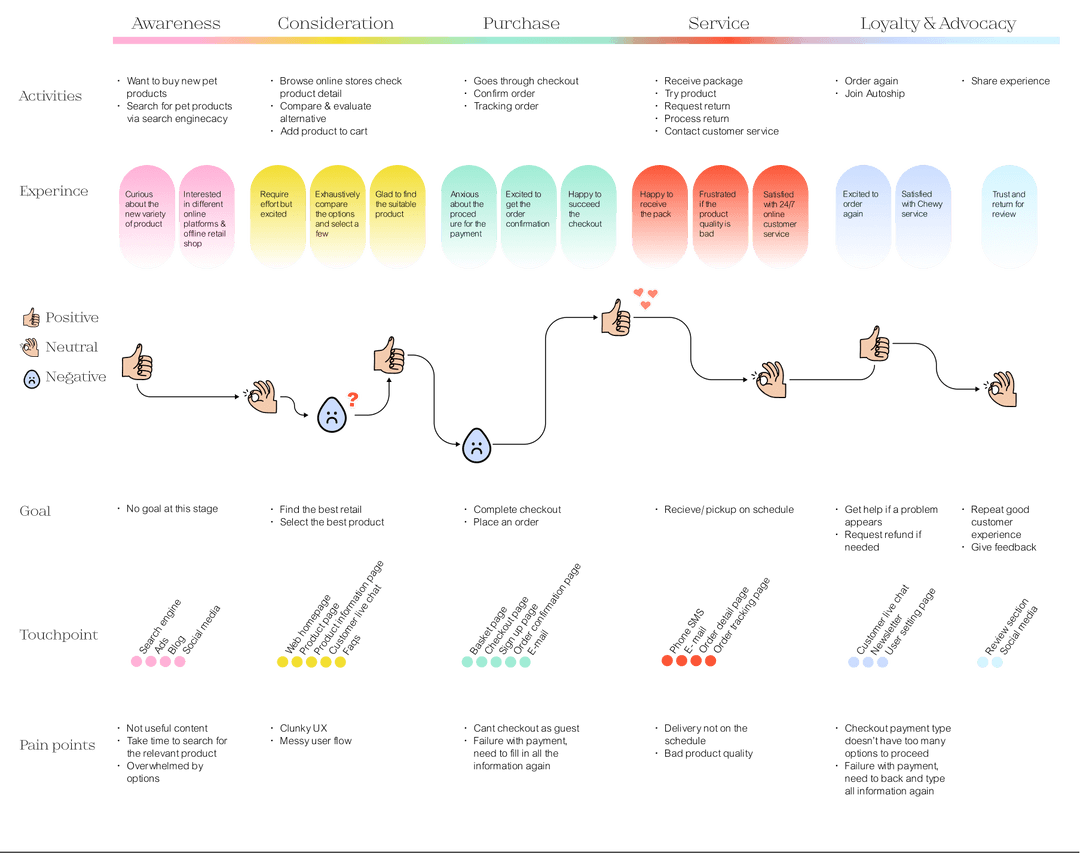 Awareness
Consideration
Purchase
Service
Loyalty & Advocacy
Activities
• Want to buy new pet
products
• Search for pet products
via search enginecacy
• Browse online stores check
product detail
• Compare & evaluate
alternative
• Add product to cart
• Goes through checkout
• Confirm order
• Tracking order
• Receive package
• Try product
• Request return
• Process return
• Contact customer service
• Order again
• Join Autoship
• Share experience
Experince
Curious
about the
new variety
of product
Interested
in different
online
platforms &
offline retail
shop
Require
effort but
excited
Exhaustively
compare
the options
and select a
few
Glad to find
the suitable
product
Anxious
about the
proced
ure for the
payment
Excited to
get the
order
confirmation
Happy to
succeed
the
checkout
Happy to
receive
the pack
Frustrated
if the
product
quality is
bad
Satisfied
with 24/7
online
customer
service
Excited to
order
again
Satisfied
with Chewy
service
Trust and
return for
review
Positive
Neutral
Negative
?
Goal
• No goal at this stage
• Find the best retail
• Select the best product
• Complete checkout
• Place an order
• Recieve/ pickup on schedule
• Get help if a problem
appears
• Request refund if
needed
• Repeat good
customer
experience
• Give feedback
Touchpoint
Search engine
Ads
Blog
Social media
Web homepage
Product page
Product information page
Customer live chat
Faqs
Basket page
Checkout page
Sign up page
Order confirmation page
E-mail
Phone SMS
E- mail
Order detail page
Order tracking page
Customer live chat
Newsletter
User setting page
Review section
Social media
Pain points
• Not useful content
• Take time to search for
the relevant product
• Overwhelmed by
options
• Clunky UX
• Messy user flow
• Cant checkout as guest
• Failure with payment,
need to fill in all the
information again
• Delivery not on the
schedule
• Bad product quality
• Checkout payment type
doesn't have too many
options to proceed
• Failure with payment,
need to back and type
all information again